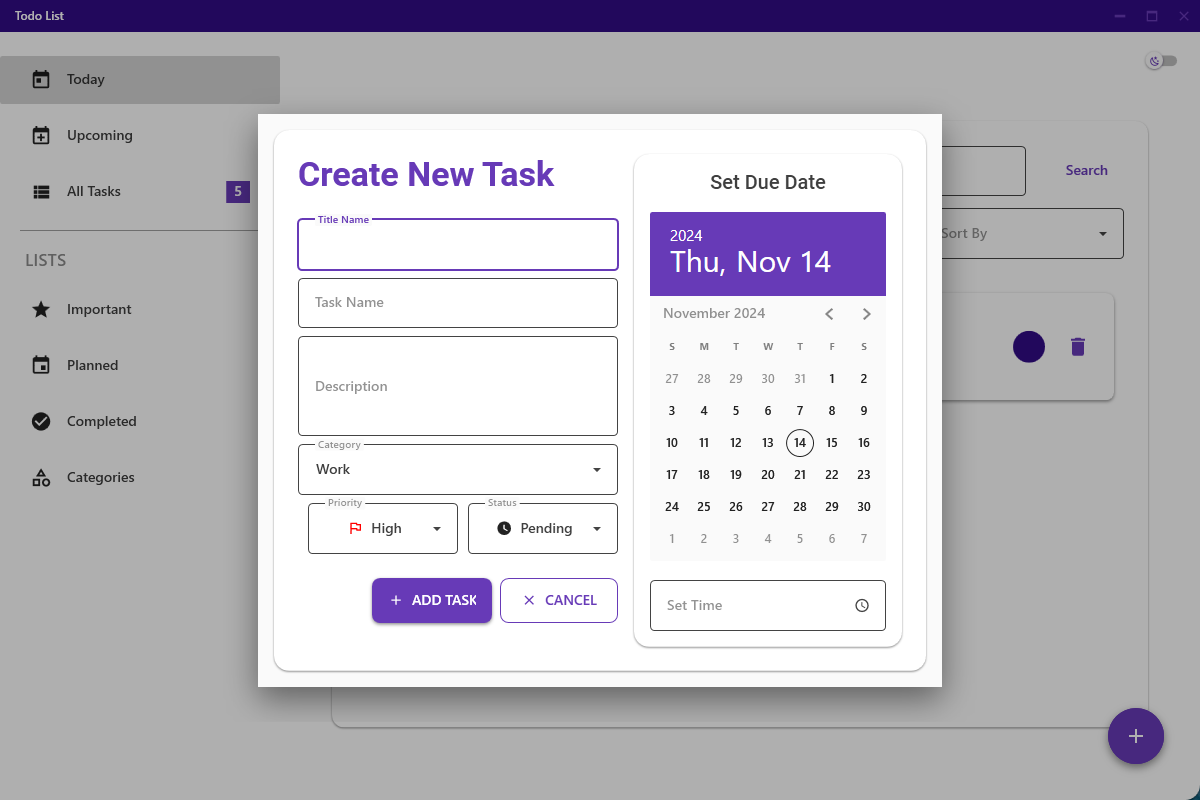 Todo List
Today
Upcoming
All Tasks 5
LISTS
Important
Planned
Completed
Categories
Search
Sort By
Create New Task
Title Name
Task Name
Description
Category
Work
Priority Status
High Pending
+ ADD TASK CANCEL
Set Due Date
2024
Thu, Nov 14
November 2024
S M T W T F S
27 28 29 30 31 1 2
3 4 5 6 7 8 9
10 11 12 13 14 15 16
17 18 19 20 21 22 23
24 25 26 27 28 29 30
1 2 3 4 5 6 7
Set Time
+